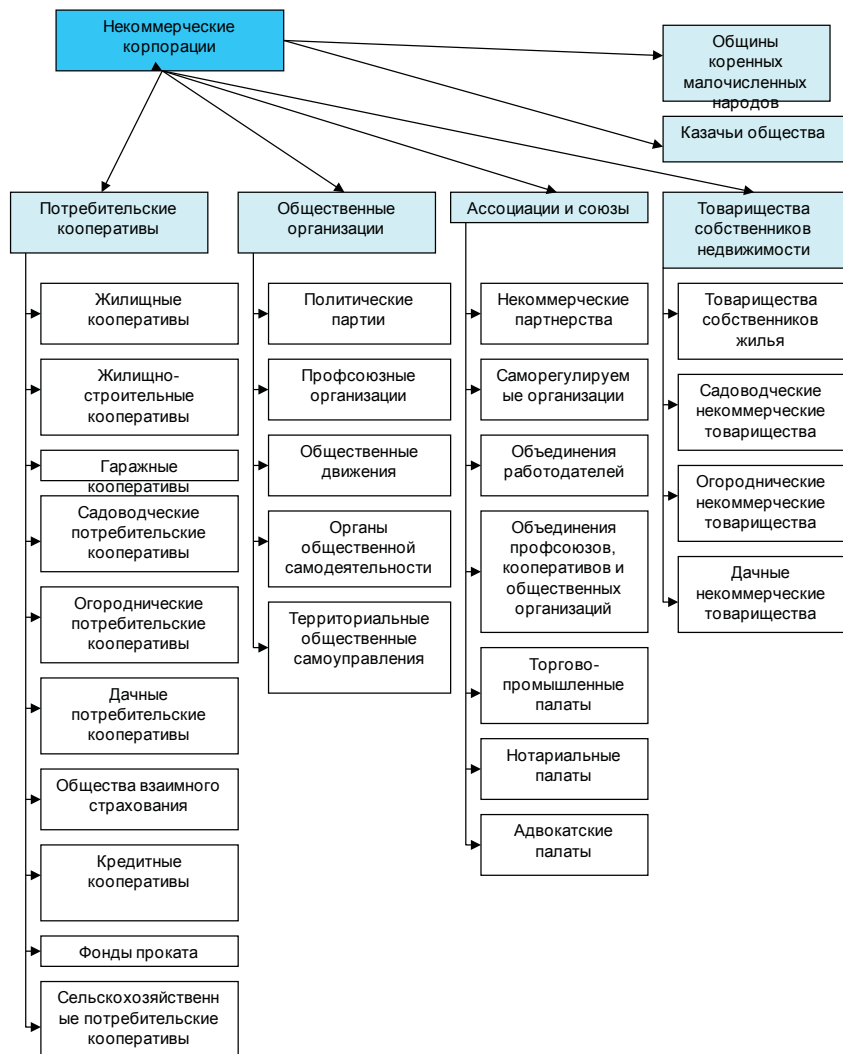 Некоммерческие
корпорации
Общины
коренных
малочисленных
народов
Казачьи общества
Потребительские
кооперативы
Жилищные
кооперативы
Жилищно-
строительные
кооперативы
Гаражные
кооперативы
Садоводческие
потребительские
кооперативы
Огороднические
потребительские
кооперативы
Дачные
потребительские
кооперативы
Общества взаимного
страхования
Кредитные
кооперативы
Фонды проката
Сельскохозяйственн
ые потребительские
кооперативы
Общественные
организации
Политические
партии
Профсоюзные
организации
Общественные
движения
Органы
общественной
самодеятельности
Территориальные
общественные
самоуправления
Ассоциации и союзы
Некоммерческие
партнерства
Саморегулируем
ые организации
Объединения
работодателей
Объединения
профсоюзов,
кооперативов и
общественных
организаций
Торгово-
промышленные
палаты
Нотариальные
палаты
Адвокатские
палаты
Товарищества
собственников
недвижимости
Товарищества
собственников
жилья
Садоводческие
некоммерческие
товарищества
Огороднические
некоммерческие
товарищества
Дачные
некоммерческие
товарищества